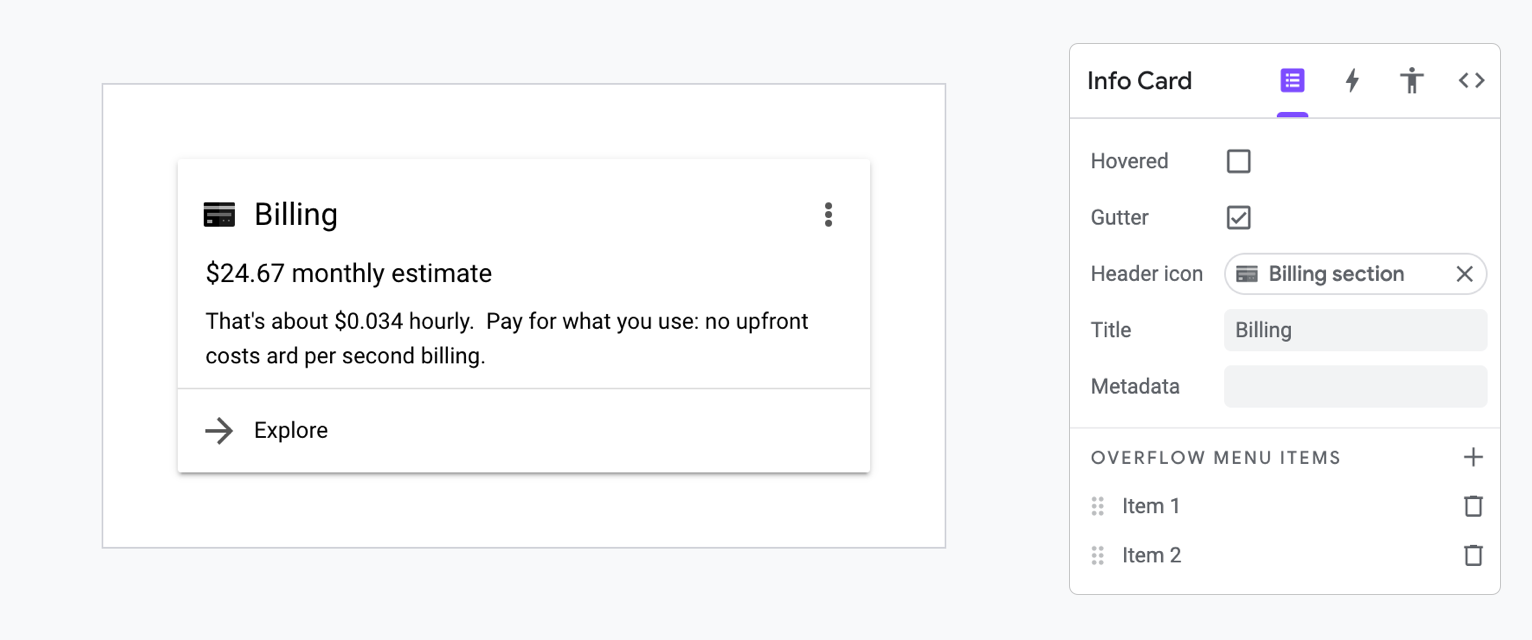 Billing
$24.67 monthly estimate
That's about $0.034 hourly.  Pay for what you use: no upfront
costs ard per second billing.
Explore
Info Card
Hovered
Gutter
Header icon
Billing section
Title
Billing
Metadata
OVERFLOW MENU ITEMS
Item 1
Item 2